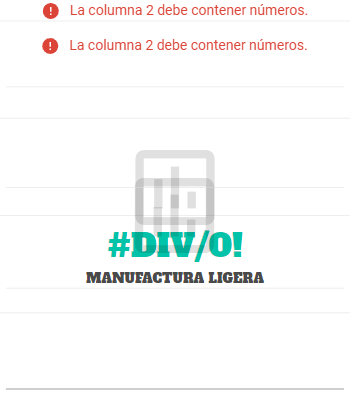 La columna 2 debe contener números.
La columna 2 debe contener números.
#DIV/0!
MANUFACTURA LIGERA